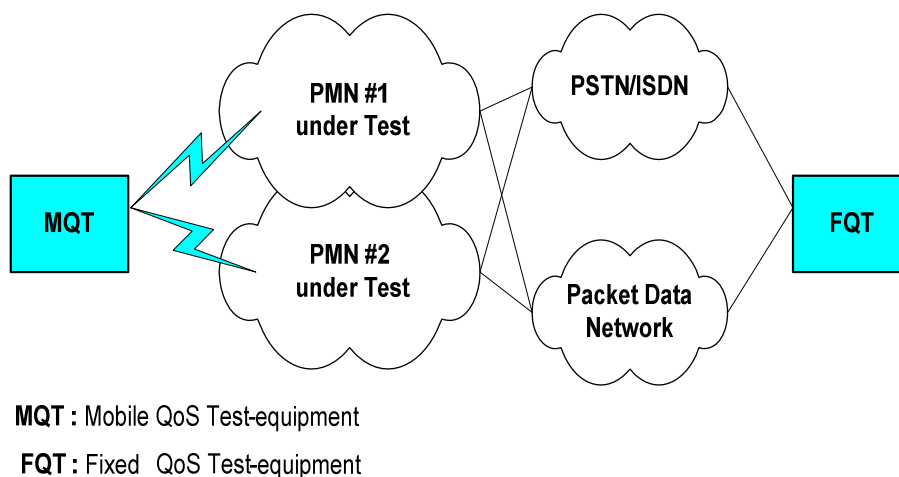 PMN #1
under Test
PSTN/ISDN
MQT
FQT
PMN #2
under Test
Packet Data
Network
MQT : Mobile QoS Test-equipment
FQT : Fixed QoS Test-equipment